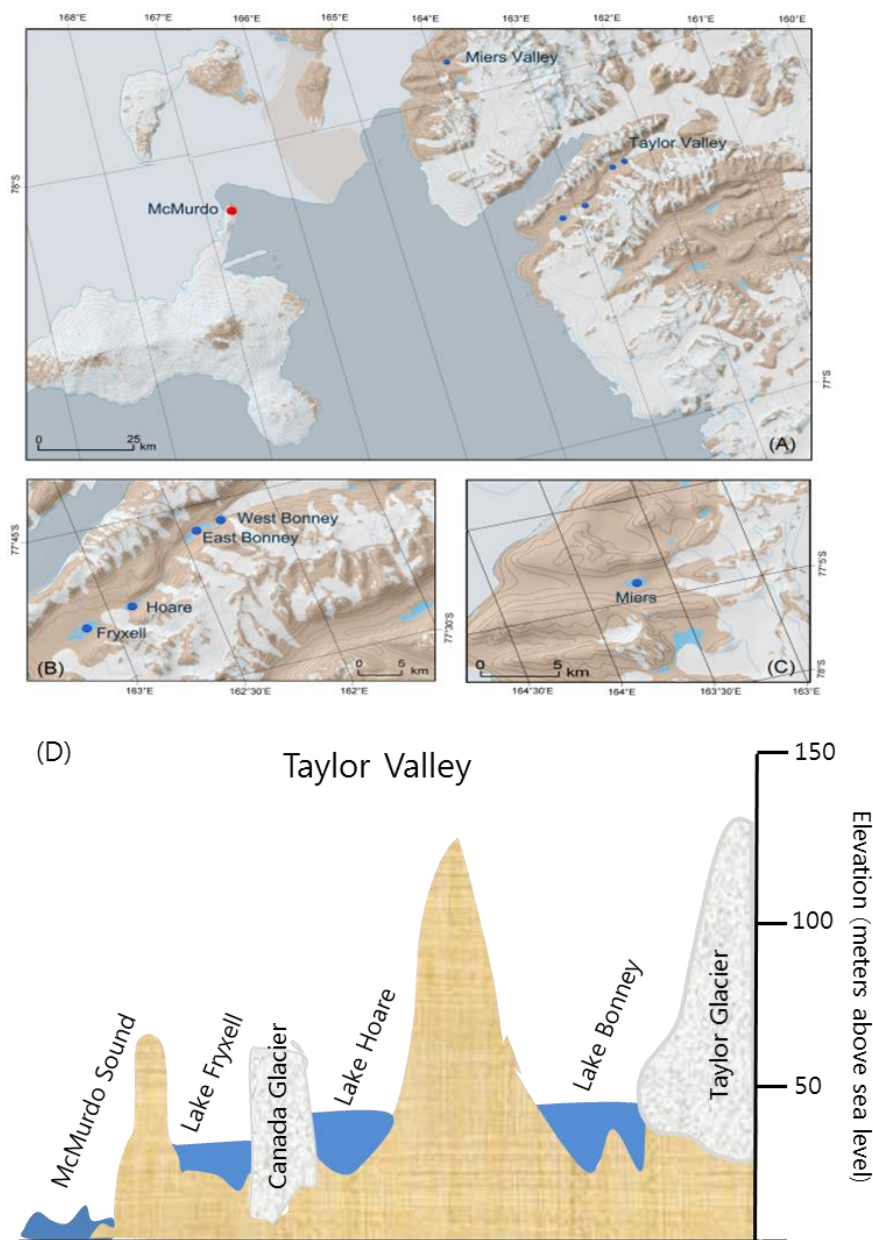 168°E 167°E 166°E 165°E 164°E 163°E 162°E 161°E 160°E
Miers Valley
Taylor Valley
78°S
McMurdo
77°S
0 25
km
(A)
77°45'S
West Bonney
East Bonney
Hoare
Fryxell
77°30'S
(B)
0 5
km
163°E 162°30'E 162°E
77°5'S
Miers
(C)
0 5
km
78°S
164°30'E 164°E 163°30'E 163°E
(D)
Taylor Valley
150
100
50
Elevation (meters above sea level)
McMurdo Sound
Lake Fryxell
Canada Glacier
Lake Hoare
Lake Bonney
Taylor Glacier